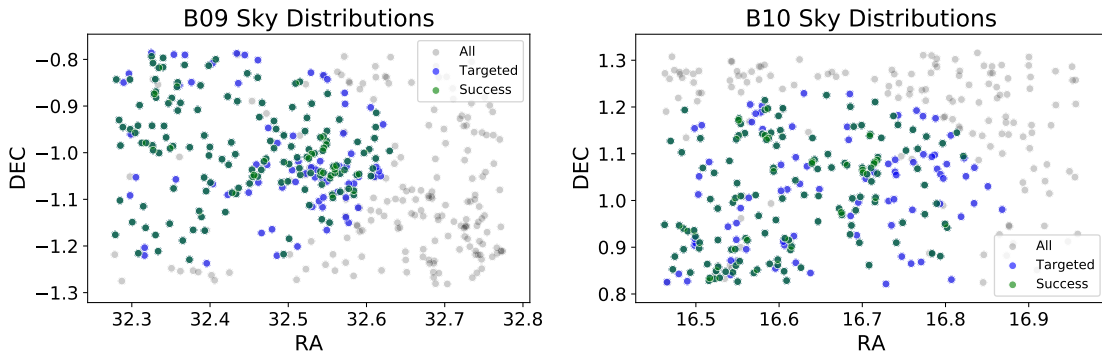 B09 Sky Distributions
All
Targeted
Success
−0.8
−0.9
−1.0
−1.1
−1.2
−1.3
DEC
32.3
32.4
32.5
32.6
32.7
32.8
RA
B10 Sky Distributions
1.3
1.2
1.1
1.0
0.9
0.8
DEC
All
Targeted
Success
16.5
16.6
16.7
16.8
16.9
RA